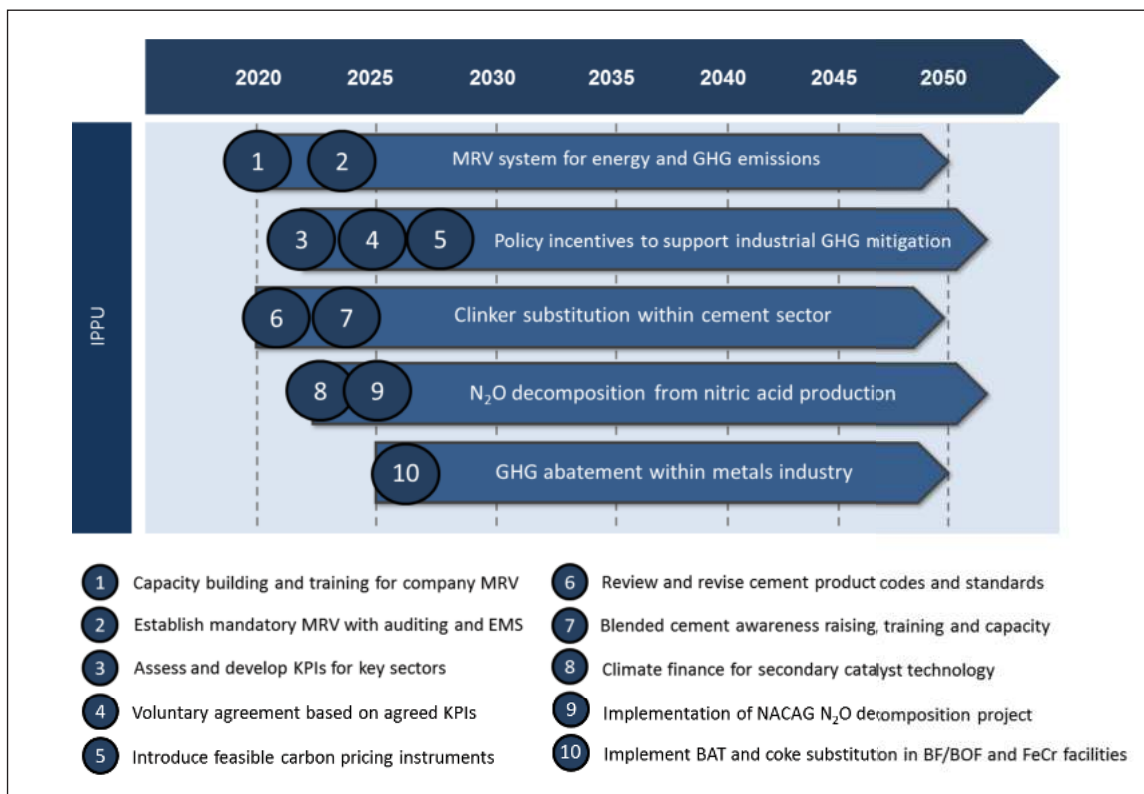 2020 2025 2030 2035 2040 2045 2050
IPPU
1 2 MRV system for energy and GHG emissions
3 4 5 Policy incentives to support industrial GHG mitigation
6 7 Clinker substitution within cement sector
8 9 N₂O decomposition from nitric acid production
10 GHG abatement within metals industry
1 Capacity building and training for company MRV
2 Establish mandatory MRV with auditing and EMS
3 Assess and develop KPIs for key sectors
4 Voluntary agreement based on agreed KPIs
5 Introduce feasible carbon pricing instruments
6 Review and revise cement product codes and standards
7 Blended cement awareness raising, training and capacity
8 Climate finance for secondary catalyst technology
9 Implementation of NACAG N₂O decomposition project
10 Implement BAT and coke substitution in BF/BOF and FeCr facilities